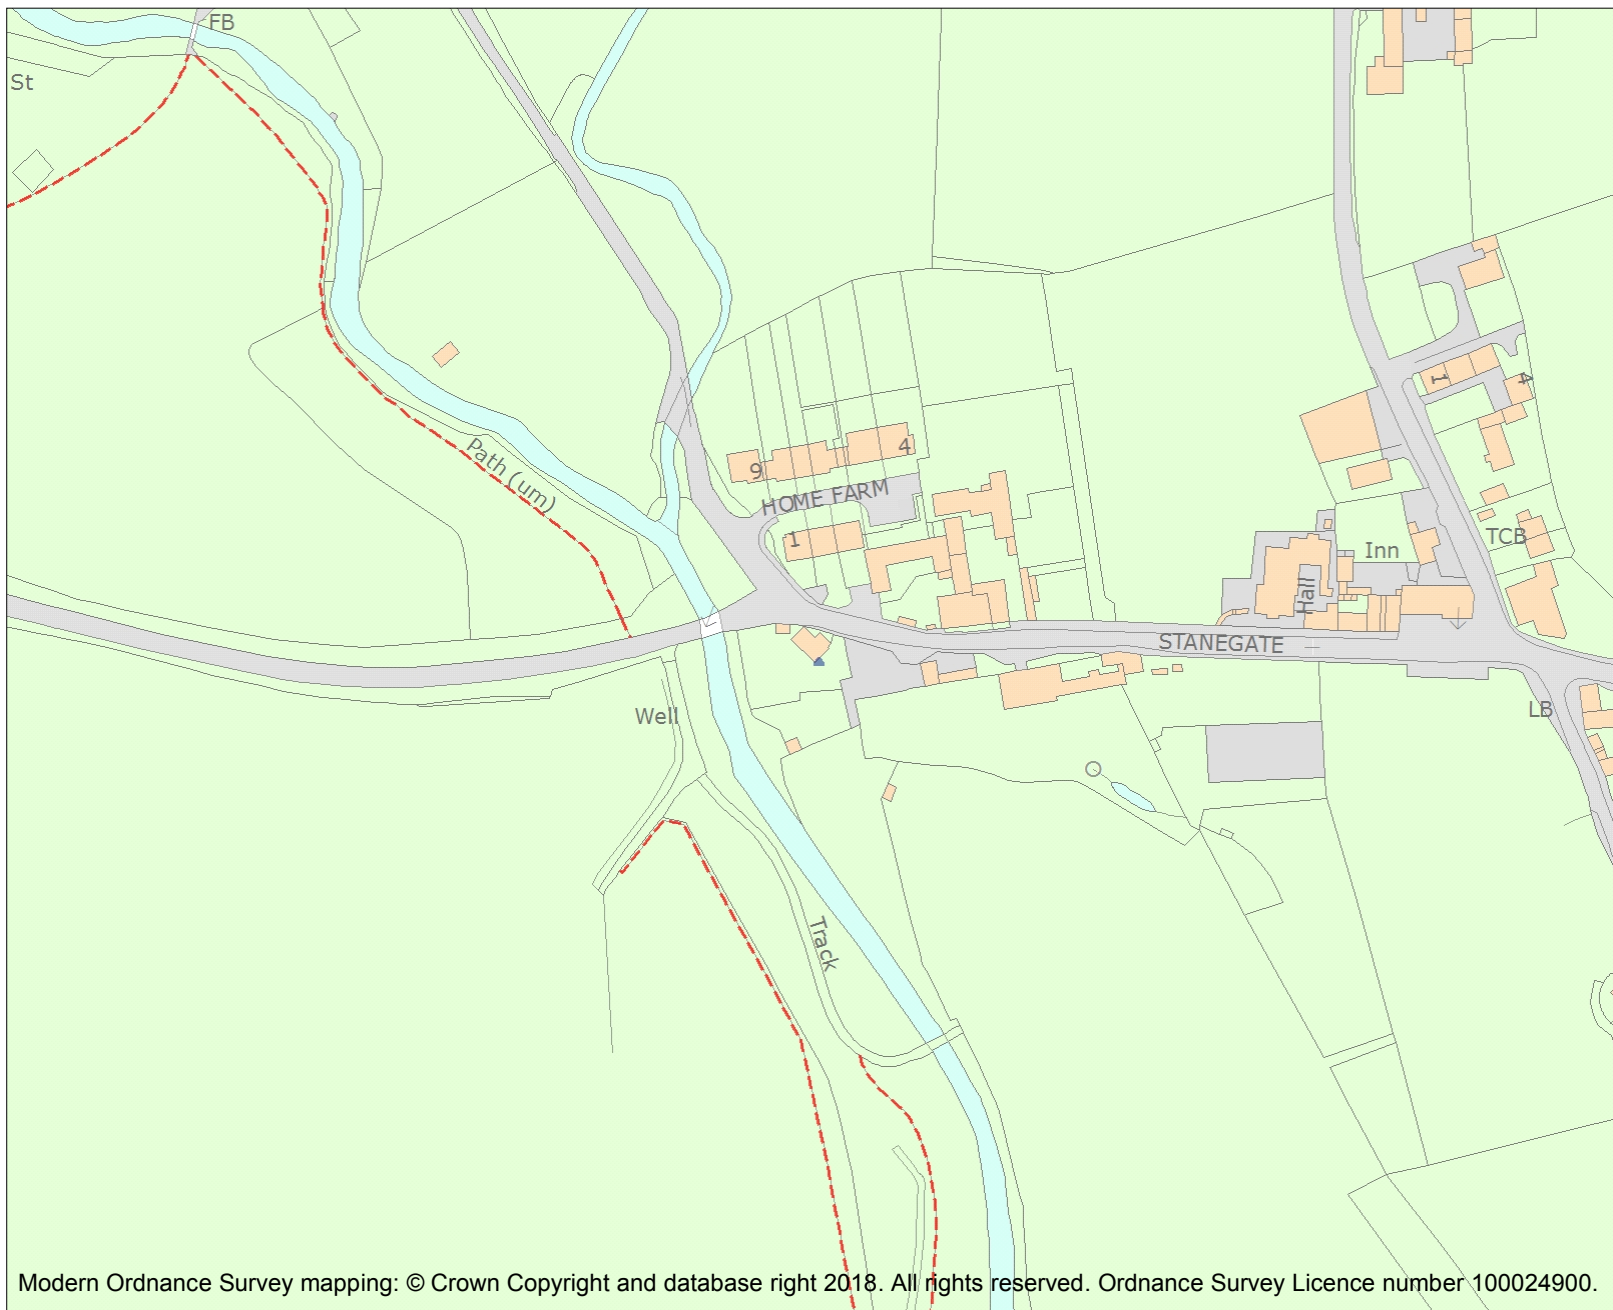 FB
St
Path (um)
1
4
9
4
HOME FARM
1
TCB
Inn
Hall
STANEGATE
Well
LB
Track
Modern Ordnance Survey mapping: © Crown Copyright and database right 2018. All rights reserved. Ordnance Survey Licence number 100024900.